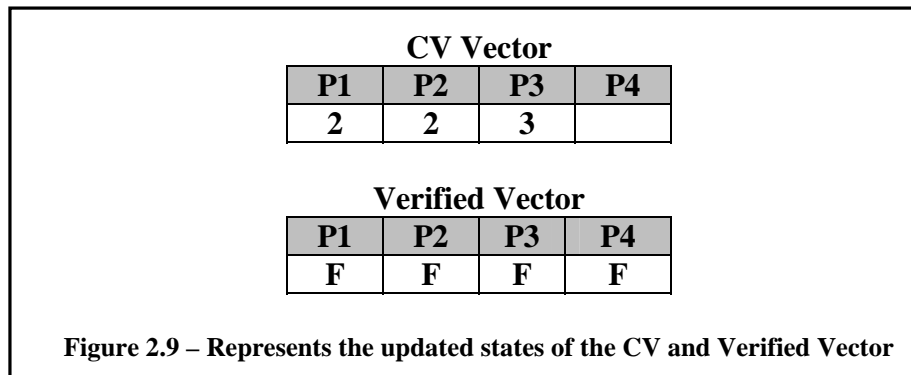 CV Vector
P1 P2 P3 P4
2 2 3
Verified Vector
P1 P2 P3 P4
F F F F
Figure 2.9 – Represents the updated states of the CV and Verified Vector